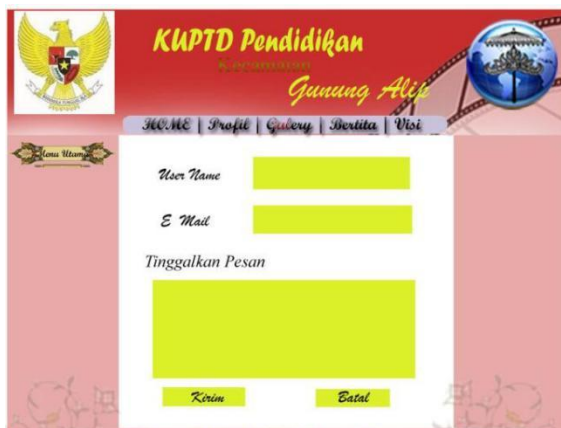 KUPTD Pendidikan
Kecamatan
Gunung Alip
HOME | Profil | Galery | Bertita | Visi
Menu Utama
User Name
E Mail
Tinggalkan Pesan
Kirim
Batal